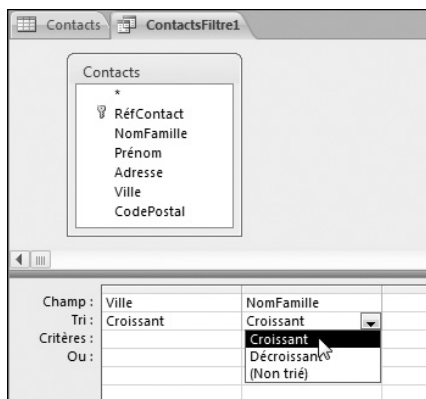 Contacts ContactsFiltre1
Contacts
*
RéfContact
NomFamille
Prénom
Adresse
Ville
CodePostal
Champ : Ville NomFamille
Tri : Croissant Croissant
Critères : Croissant
Ou : Décroissant
(Non trié)